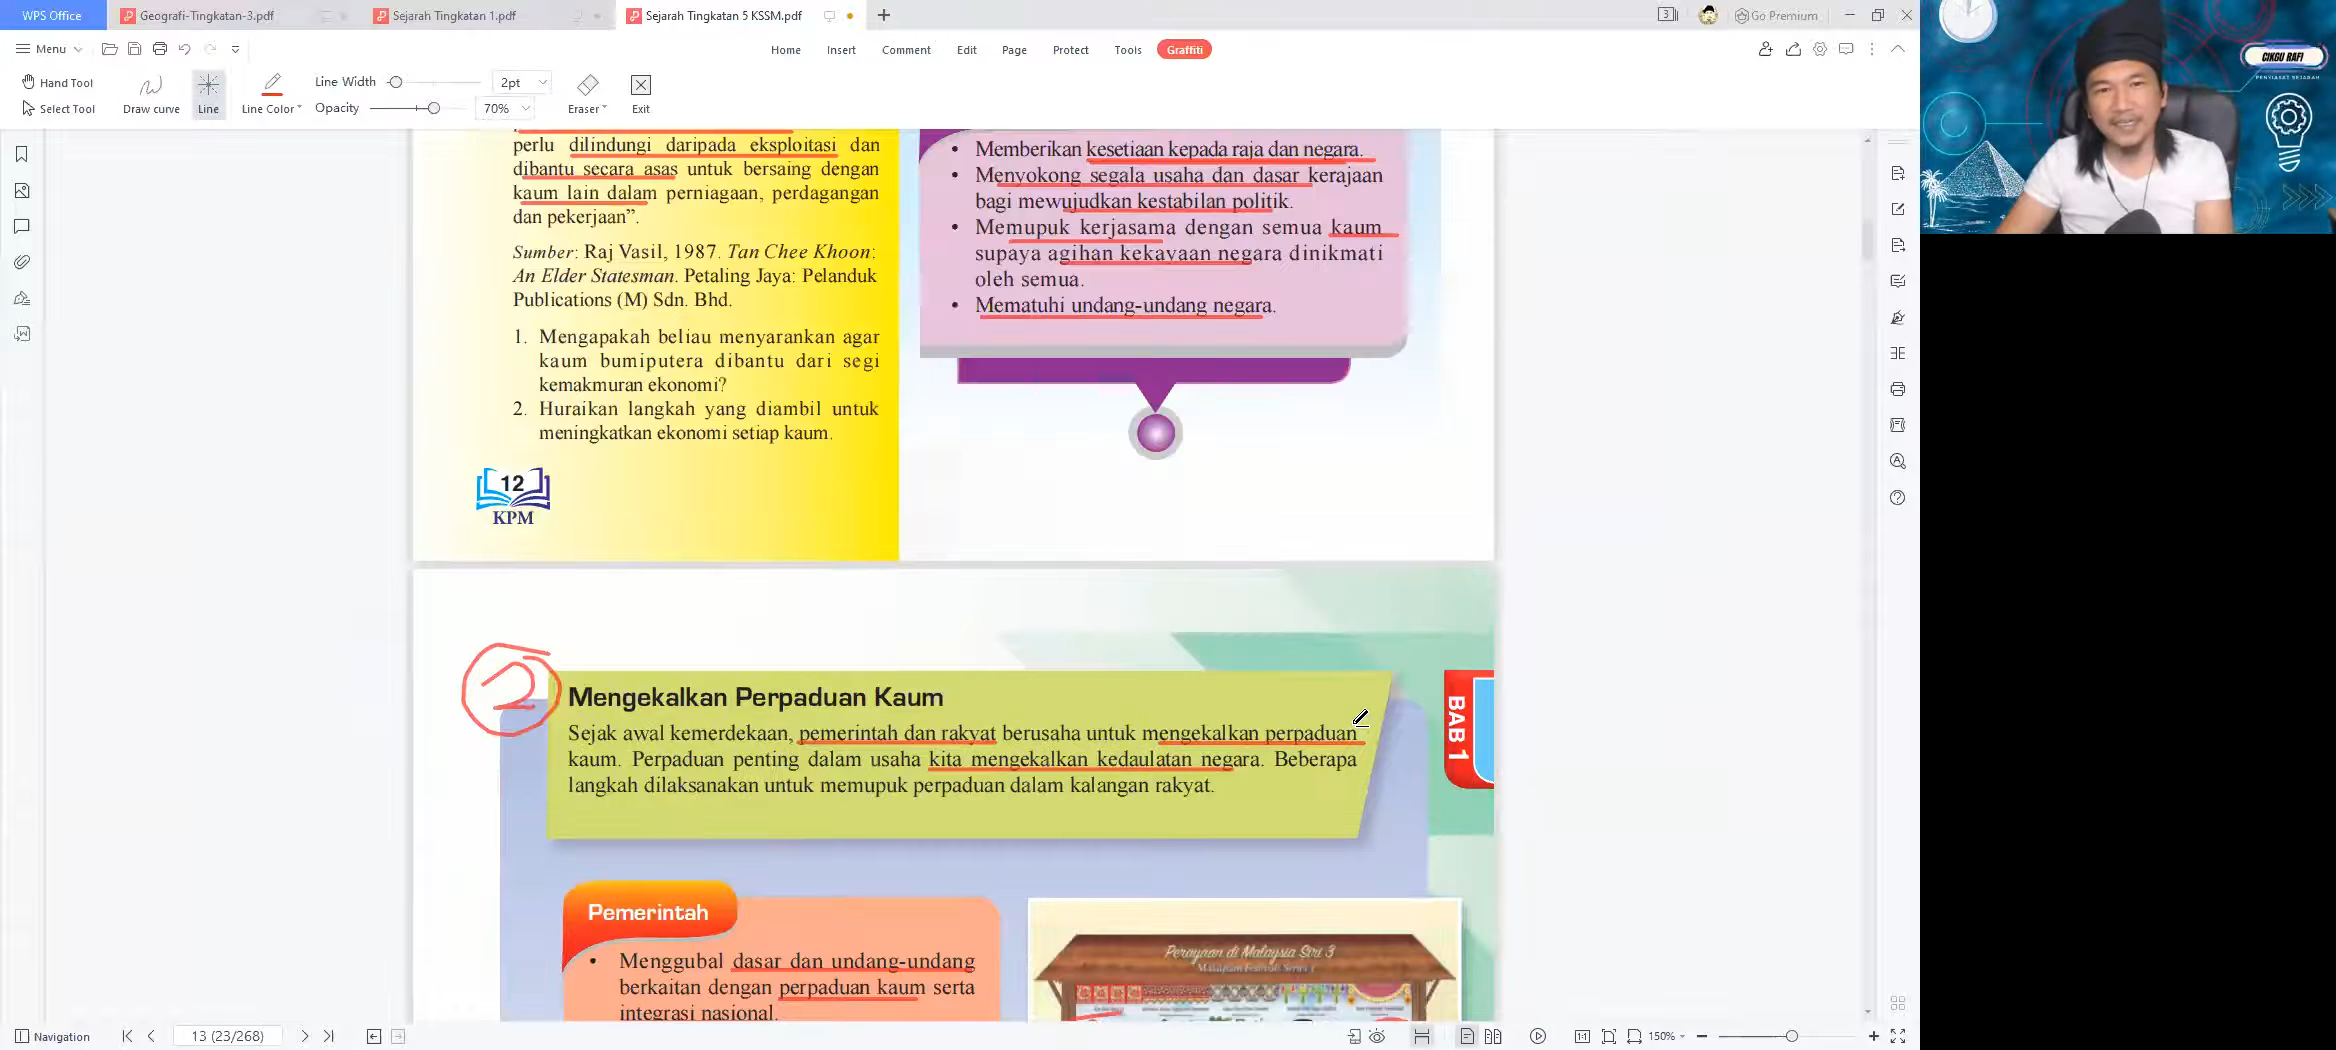 WPS Office
Geografi-Tingkatan-3.pdf
Sejarah Tingkatan 1.pdf
Sejarah Tingkatan 5 KSSM.pdf
3
Go Premium
Menu
Home
Insert
Comment
Edit
Page
Protect
Tools
Graffiti
Hand Tool
Select Tool
Draw curve
Line
Line Color
Line Width
2pt
Opacity
70%
Eraser
Exit
CIKGU RAFI
PENYIASAT SEJARAH
perlu dilindungi daripada eksploitasi dan
dibantu secara asas untuk bersaing dengan
kaum lain dalam perniagaan, perdagangan
dan pekerjaan”.
Sumber: Raj Vasil, 1987. Tan Chee Khoon:
An Elder Statesman. Petaling Jaya: Pelanduk
Publications (M) Sdn. Bhd.
1. Mengapakah beliau menyarankan agar
kaum bumiputera dibantu dari segi
kemakmuran ekonomi?
2. Huraikan langkah yang diambil untuk
meningkatkan ekonomi setiap kaum.
12
KPM
• Memberikan kesetiaan kepada raja dan negara.
• Menyokong segala usaha dan dasar kerajaan
bagi mewujudkan kestabilan politik.
• Memupuk kerjasama dengan semua kaum
supaya agihan kekayaan negara dinikmati
oleh semua.
• Mematuhi undang-undang negara.
2
Mengekalkan Perpaduan Kaum
Sejak awal kemerdekaan, pemerintah dan rakyat berusaha untuk mengekalkan perpaduan
kaum. Perpaduan penting dalam usaha kita mengekalkan kedaulatan negara. Beberapa
langkah dilaksanakan untuk memupuk perpaduan dalam kalangan rakyat.
BAB 1
Pemerintah
• Menggubal dasar dan undang-undang
berkaitan dengan perpaduan kaum serta
integrasi nasional.
Perayaan di Malaysia Siri 3
Malaysian Festivals Series 3
Navigation
13 (23/268)
1:1
150%